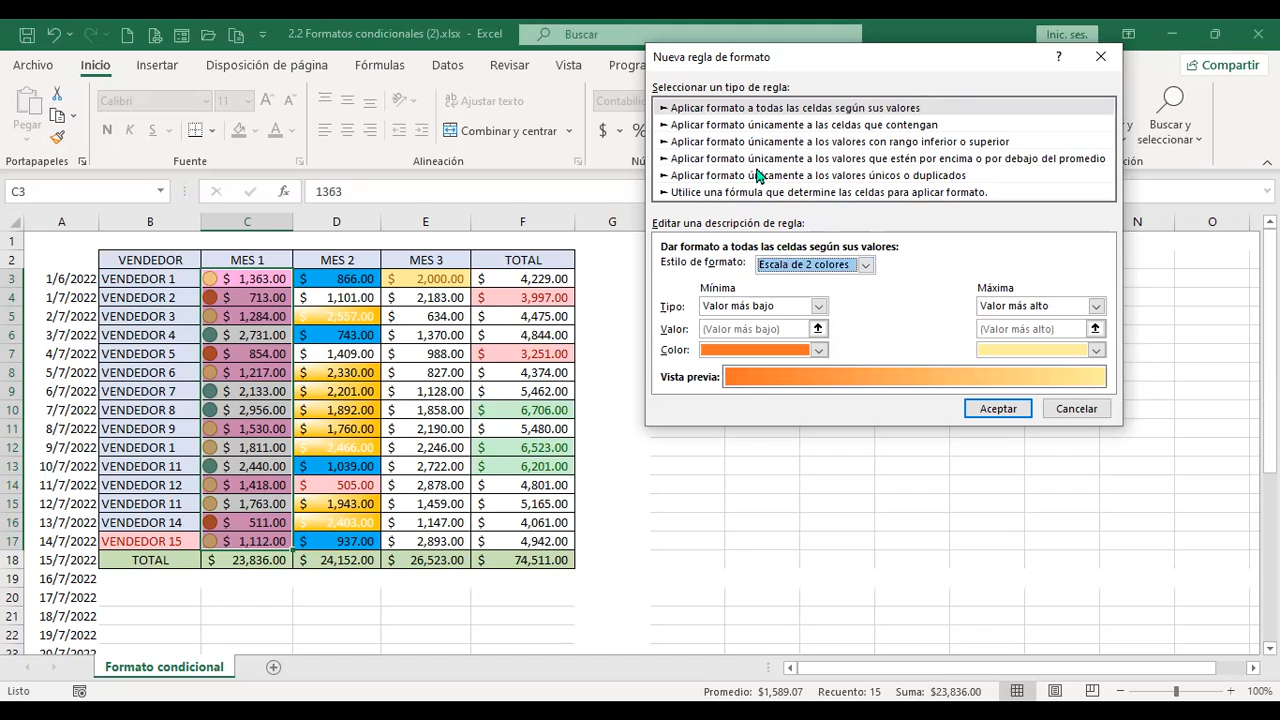 2.2 Formatos condicionales (2).xlsx - Excel
Buscar
Inic. ses.
Archivo Inicio Insertar Disposición de página Fórmulas Datos Revisar Vista Progra
Compartir
Pegar
Calibri 11
N K S
Ajustar texto
Combinar y centrar
Contabilid
$ %
Buscar y
seleccionar
Portapapeles Fuente Alineación Edición
C3 fx 1363
A B C D E F G N O
1
2 VENDEDOR MES 1 MES 2 MES 3 TOTAL
3 1/6/2022 VENDEDOR 1 $ 1,363.00 $ 866.00 $ 2,000.00 $ 4,229.00
4 1/7/2022 VENDEDOR 2 $ 713.00 $ 1,101.00 $ 2,183.00 $ 3,997.00
5 2/7/2022 VENDEDOR 3 $ 1,284.00 $ 2,557.00 $ 634.00 $ 4,475.00
6 3/7/2022 VENDEDOR 4 $ 2,731.00 $ 743.00 $ 1,370.00 $ 4,844.00
7 4/7/2022 VENDEDOR 5 $ 854.00 $ 1,409.00 $ 988.00 $ 3,251.00
8 5/7/2022 VENDEDOR 6 $ 1,217.00 $ 2,330.00 $ 827.00 $ 4,374.00
9 6/7/2022 VENDEDOR 7 $ 2,133.00 $ 2,201.00 $ 1,128.00 $ 5,462.00
10 7/7/2022 VENDEDOR 8 $ 2,956.00 $ 1,892.00 $ 1,858.00 $ 6,706.00
11 8/7/2022 VENDEDOR 9 $ 1,530.00 $ 1,760.00 $ 2,190.00 $ 5,480.00
12 9/7/2022 VENDEDOR 1 $ 1,811.00 $ 2,466.00 $ 2,246.00 $ 6,523.00
13 10/7/2022 VENDEDOR 11 $ 2,440.00 $ 1,039.00 $ 2,722.00 $ 6,201.00
14 11/7/2022 VENDEDOR 12 $ 1,418.00 $ 505.00 $ 2,878.00 $ 4,801.00
15 12/7/2022 VENDEDOR 11 $ 1,763.00 $ 1,943.00 $ 1,459.00 $ 5,165.00
16 13/7/2022 VENDEDOR 14 $ 511.00 $ 2,403.00 $ 1,147.00 $ 4,061.00
17 14/7/2022 VENDEDOR 15 $ 1,112.00 $ 937.00 $ 2,893.00 $ 4,942.00
18 15/7/2022 TOTAL $ 23,836.00 $ 24,152.00 $ 26,523.00 $ 74,511.00
19 16/7/2022
20 17/7/2022
21 18/7/2022
22 19/7/2022
23 20/7/2022
Nueva regla de formato
Seleccionar un tipo de regla:
► Aplicar formato a todas las celdas según sus valores
► Aplicar formato únicamente a las celdas que contengan
► Aplicar formato únicamente a los valores con rango inferior o superior
► Aplicar formato únicamente a los valores que estén por encima o por debajo del promedio
► Aplicar formato únicamente a los valores únicos o duplicados
► Utilice una fórmula que determine las celdas para aplicar formato.
Editar una descripción de regla:
Dar formato a todas las celdas según sus valores:
Estilo de formato: Escala de 2 colores
Mínima Máxima
Tipo: Valor más bajo Valor más alto
Valor: (Valor más bajo) (Valor más alto)
Color:
Vista previa:
Aceptar Cancelar
Formato condicional
Listo Promedio: $1,589.07 Recuento: 15 Suma: $23,836.00 100%